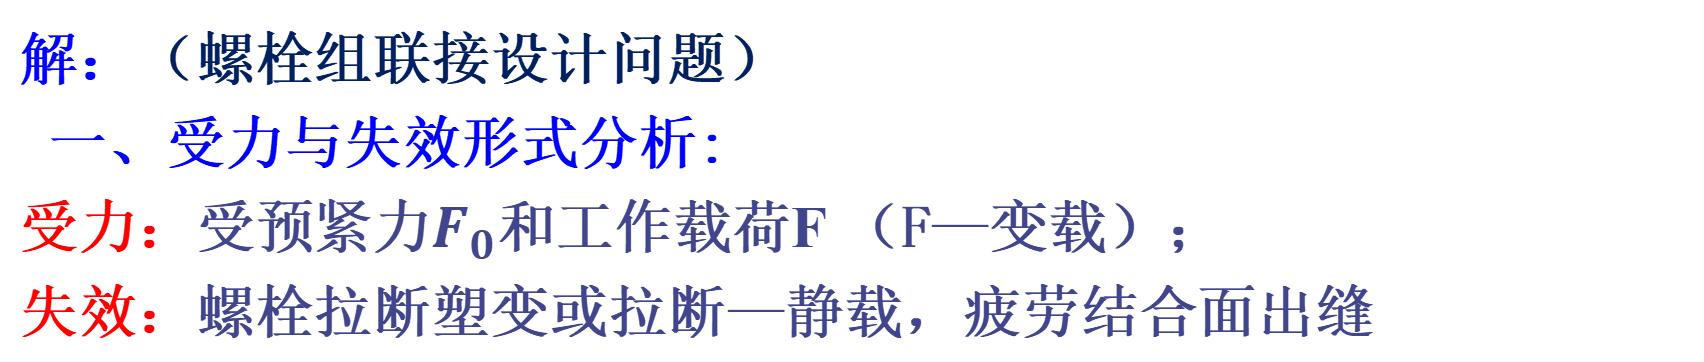 解：（螺栓组联接设计问题）
一、受力与失效形式分析:
受力：受预紧力F₀和工作载荷F（F—变载）；
失效：螺栓拉断塑变或拉断—静载，疲劳结合面出缝